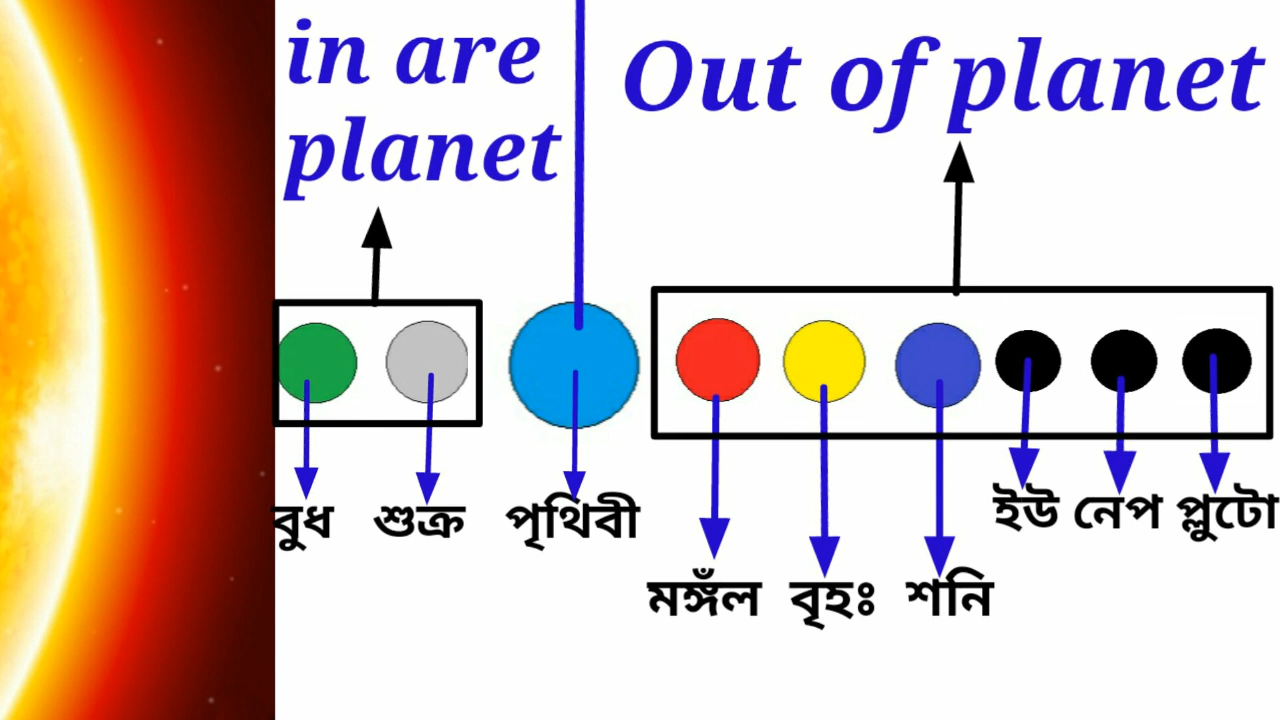 in are
planet
Out of planet
বুধ শুক্র পৃথিবী
ইউ নেপ প্লুটো
মঙ্গঁল বৃহঃ শনি